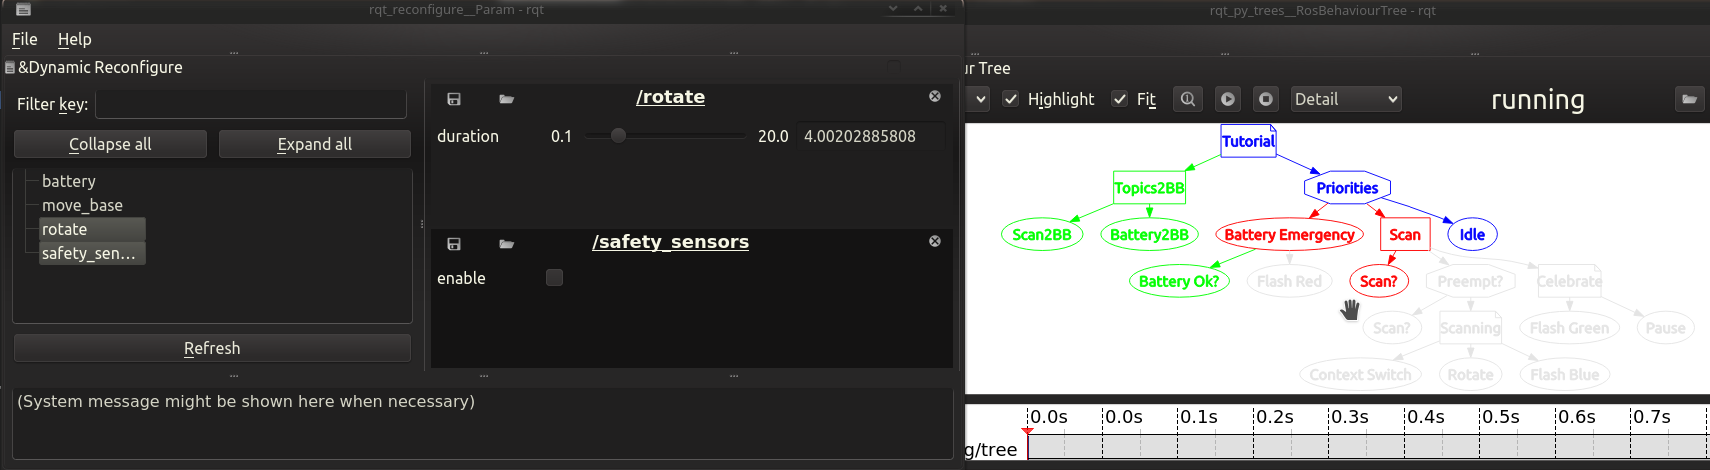 rqt_reconfigure__Param - rqt
File Help
&Dynamic Reconfigure
Filter key:
Collapse all
Expand all
battery
move_base
rotate
safety_sen...
Refresh
/rotate
duration 0.1 20.0 4.00202885808
/safety_sensors
enable
(System message might be shown here when necessary)
rqt_py_trees__RosBehaviourTree - rqt
ur Tree
Highlight Fit Detail running
Tutorial
Topics2BB Priorities
Scan2BB Battery2BB Battery Emergency Scan Idle
Battery Ok? Flash Red Scan? Preempt? Celebrate
Scan? Scanning Flash Green Pause
Context Switch Rotate Flash Blue
0.0s 0.0s 0.1s 0.2s 0.3s 0.4s 0.5s 0.6s 0.7s
g/tree